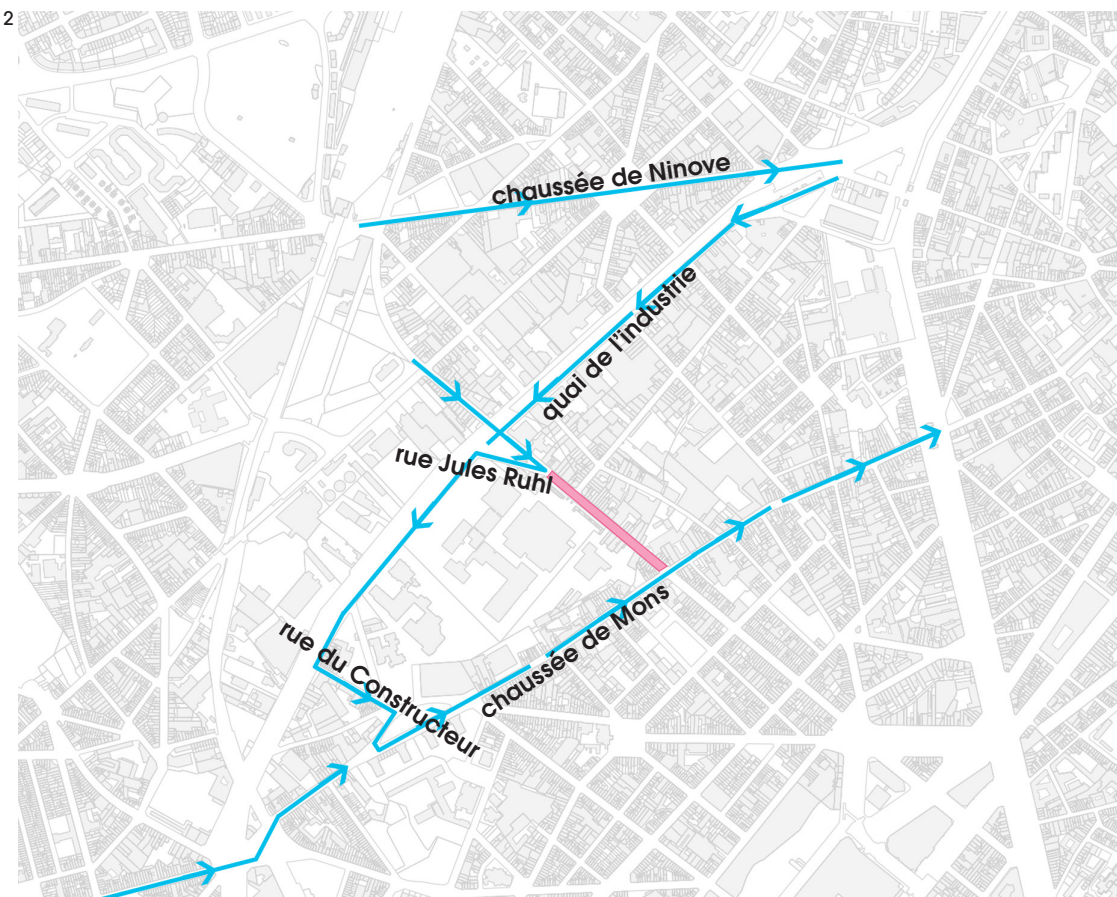 2
chaussée de Ninove
quai de l'industrie
rue Jules Ruhl
rue du Constructeur
chaussée de Mons